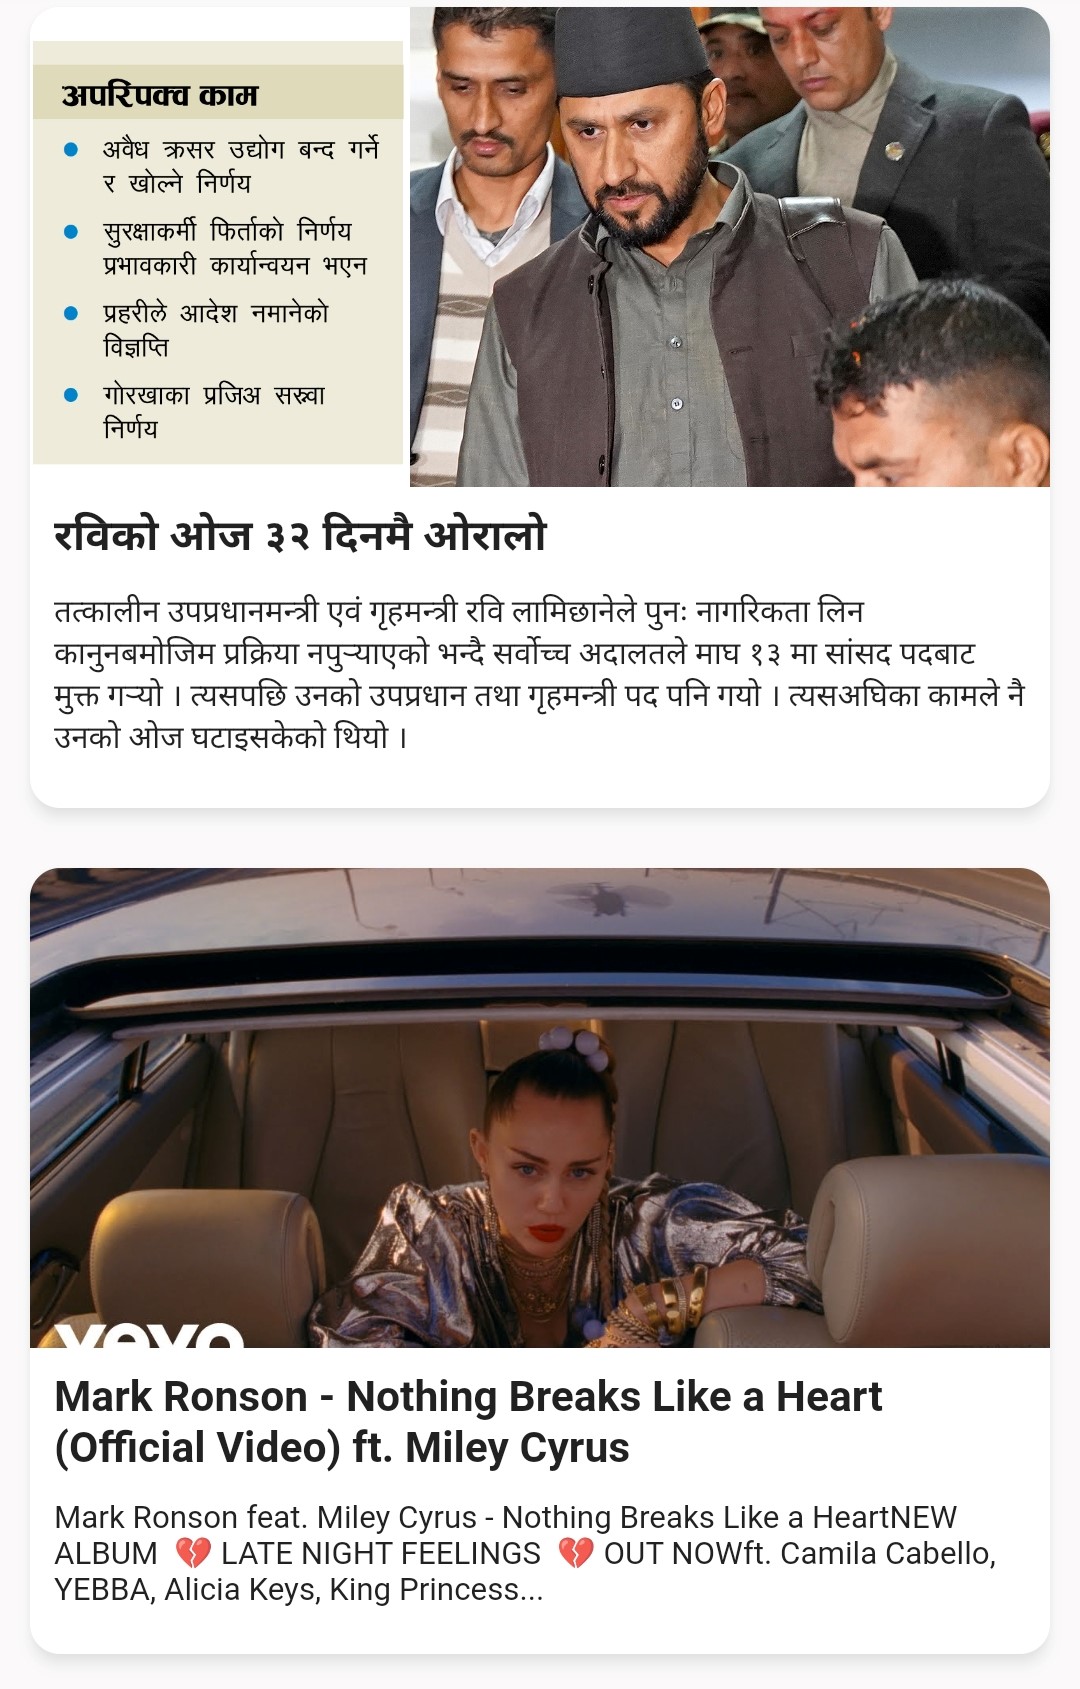 अपरिपक्व काम
अवैध क्रसर उद्योग बन्द गर्ने
र खोल्ने निर्णय
सुरक्षाकर्मी फिर्ताको निर्णय
प्रभावकारी कार्यान्वयन भएन
प्रहरीले आदेश नमानेको
विज्ञप्ति
गोरखाका प्रजिअ सरुवा
निर्णय
रविको ओज ३२ दिनमै ओरालो
तत्कालीन उपप्रधानमन्त्री एवं गृहमन्त्री रवि लामिछानेले पुनः नागरिकता लिन
कानुनबमोजिम प्रक्रिया नपुर्‍याएको भन्दै सर्वोच्च अदालतले माघ १३ मा सांसद पदबाट
मुक्त गर्‍यो । त्यसपछि उनको उपप्रधान तथा गृहमन्त्री पद पनि गयो । त्यसअघिका कामले नै
उनको ओज घटाइसकेको थियो ।
vevo
Mark Ronson - Nothing Breaks Like a Heart
(Official Video) ft. Miley Cyrus
Mark Ronson feat. Miley Cyrus - Nothing Breaks Like a HeartNEW
ALBUM 💔 LATE NIGHT FEELINGS 💔 OUT NOWft. Camila Cabello,
YEBBA, Alicia Keys, King Princess...